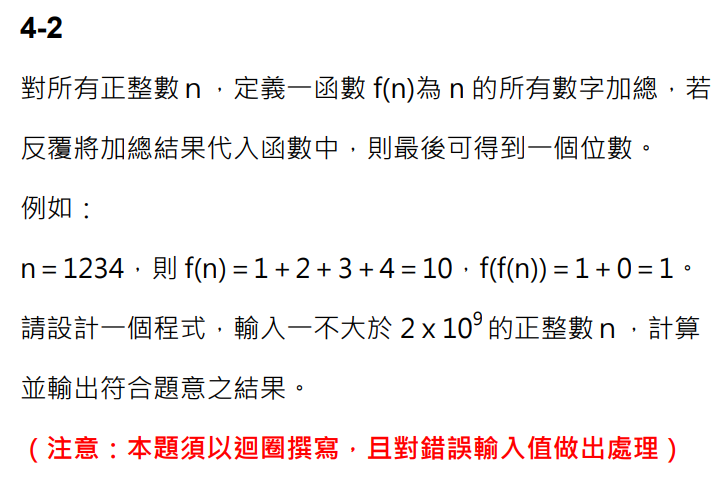 4-2
對所有正整數 n，定義一函數 f(n)為 n 的所有數字加總，若
反覆將加總結果代入函數中，則最後可得到一個位數。
例如：
n = 1234，則 f(n) = 1 + 2 + 3 + 4 = 10，f(f(n)) = 1 + 0 = 1。
請設計一個程式，輸入一不大於 2 x 10⁹ 的正整數 n，計算
並輸出符合題意之結果。
（注意：本題須以迴圈撰寫，且對錯誤輸入值做出處理）